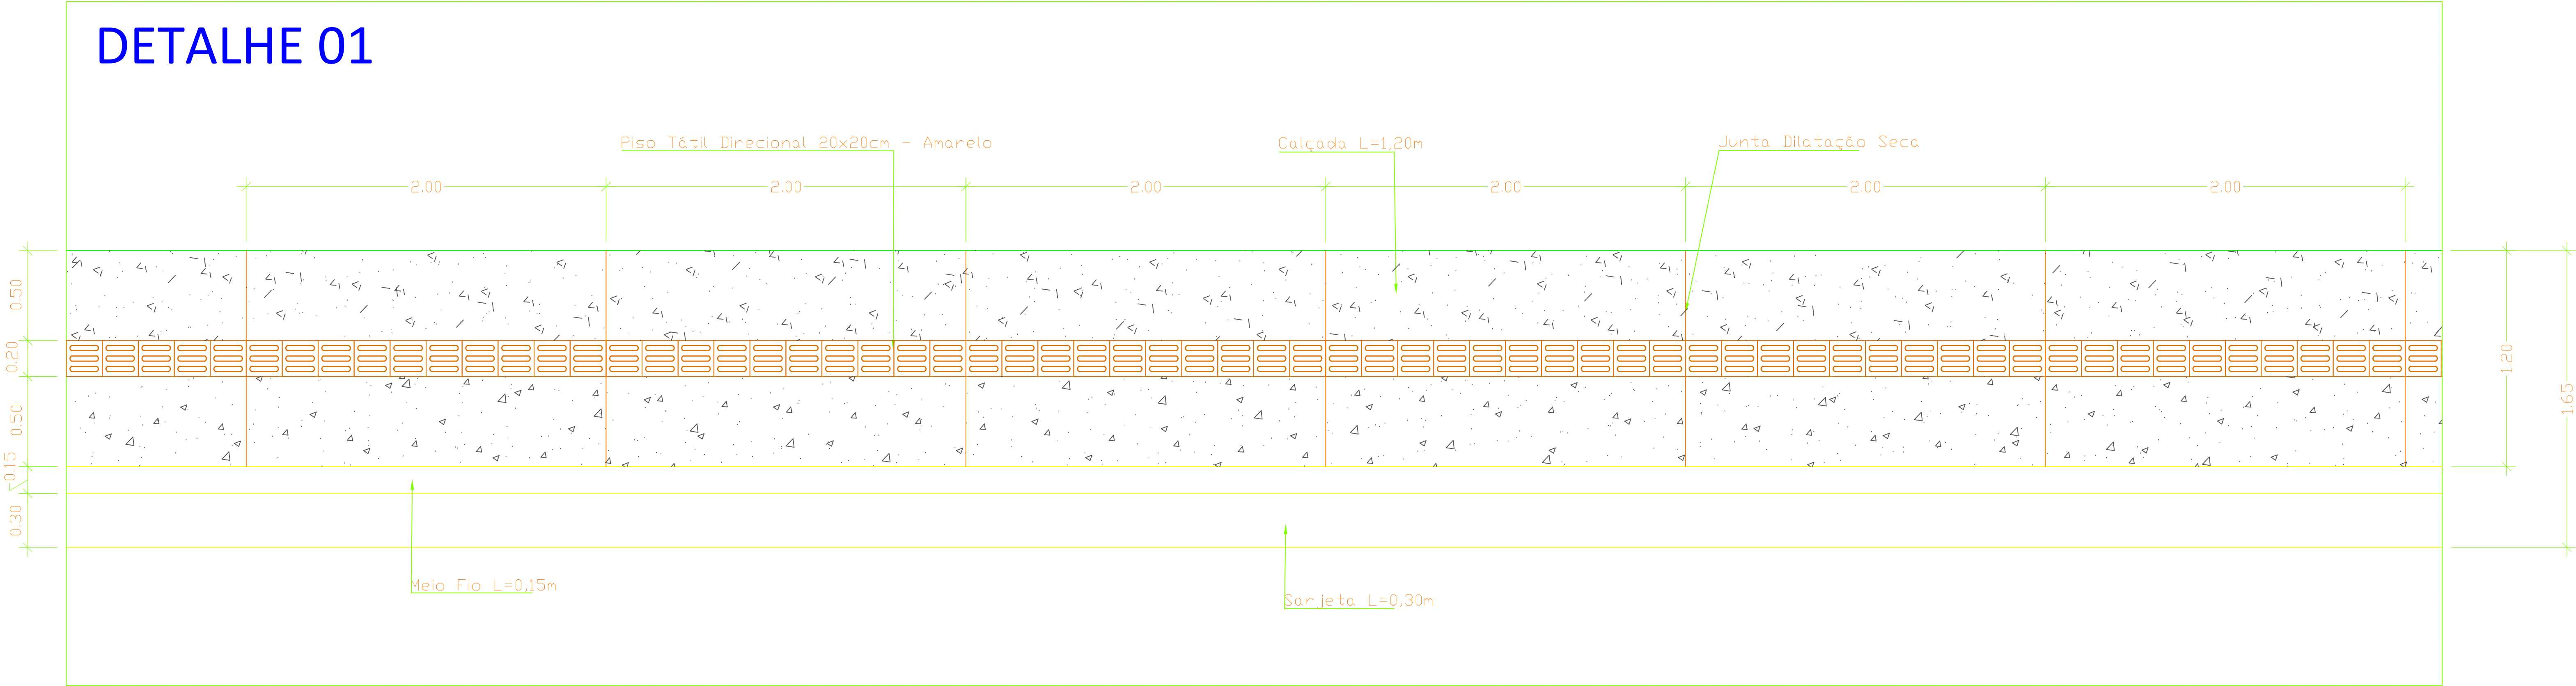 DETALHE 01
Piso Tátil Direcional 20x20cm - Amarelo
Calçada L=1,20m
Junta Dilatação Seca
2.00
2.00
2.00
2.00
2.00
2.00
0.50
0.20
0.50
0.15
0.30
1.20
1.65
Meio Fio L=0,15m
Sarjeta L=0,30m